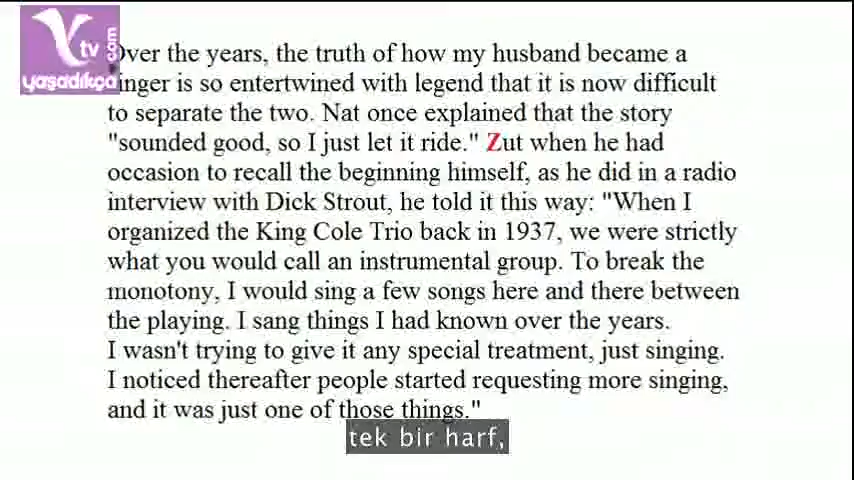 Ytv
.com
yaşadıkça
Over the years, the truth of how my husband became a
singer is so entertwined with legend that it is now difficult
to separate the two. Nat once explained that the story
"sounded good, so I just let it ride." Zut when he had
occasion to recall the beginning himself, as he did in a radio
interview with Dick Strout, he told it this way: "When I
organized the King Cole Trio back in 1937, we were strictly
what you would call an instrumental group. To break the
monotony, I would sing a few songs here and there between
the playing. I sang things I had known over the years.
I wasn't trying to give it any special treatment, just singing.
I noticed thereafter people started requesting more singing,
and it was just one of those things."
tek bir harf,